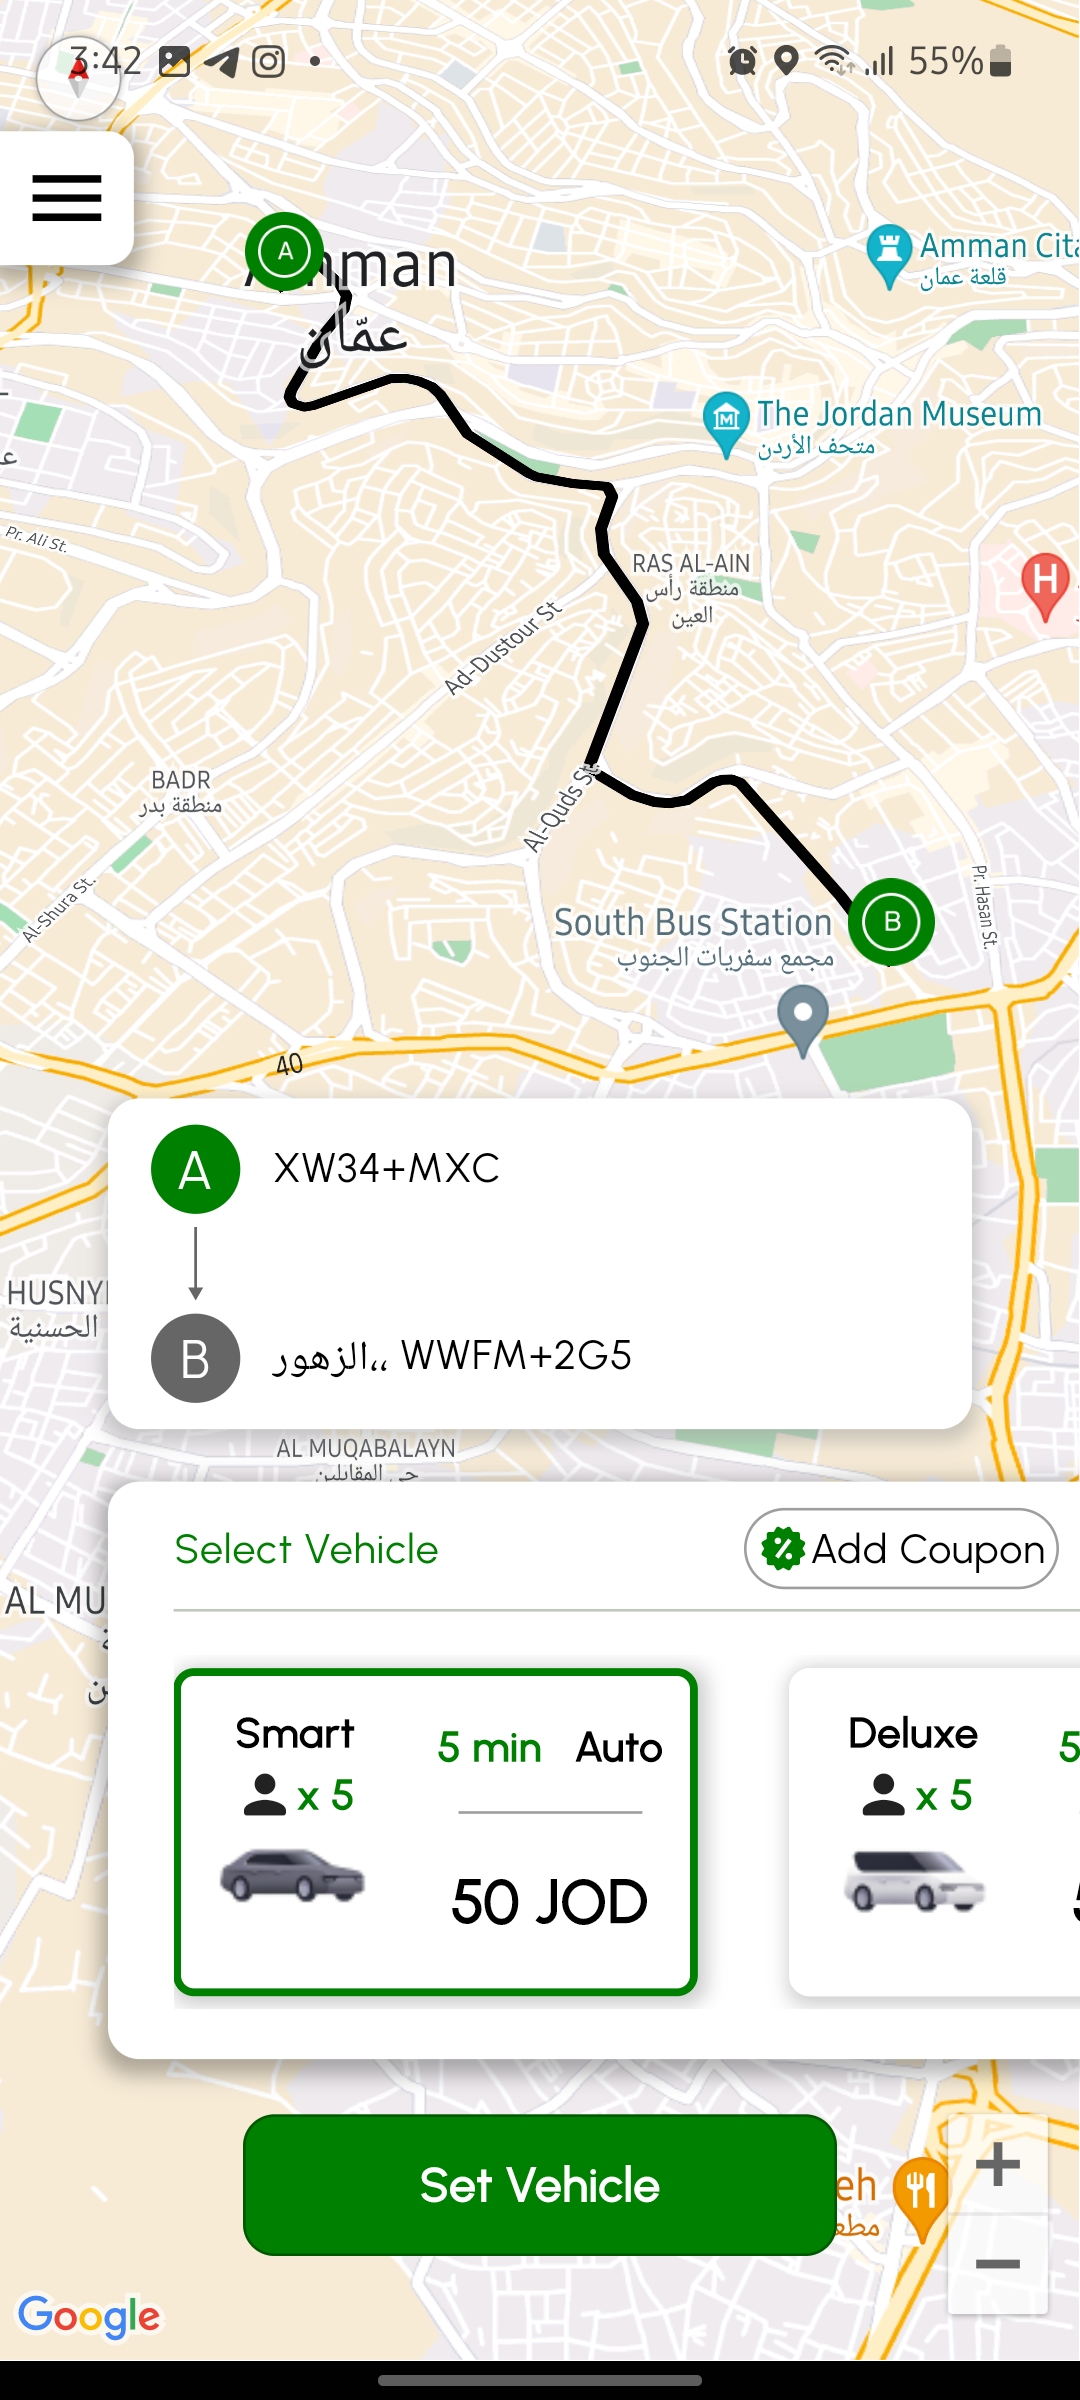 3:42
55%
Amman
عمّان
Amman Cita
قلعة عمان
The Jordan Museum
متحف الأردن
Pr. Ali St.
RAS AL-AIN
منطقة رأس
العين
H
Ad-Dustour St
BADR
منطقة بدر
Al-Quds St
Al-Shura St.
Pr. Hasan St.
South Bus Station
مجمع سفريات الجنوب
A
B
40
A XW34+MXC
B الزهور،، WWFM+2G5
HUSNYI
الحسنية
AL MUQABALAYN
حي المقابلين
AL MU
Select Vehicle
Add Coupon
Smart
x 5
5 min Auto
50 JOD
Deluxe
x 5
5
Set Vehicle
eh
مطع
Google